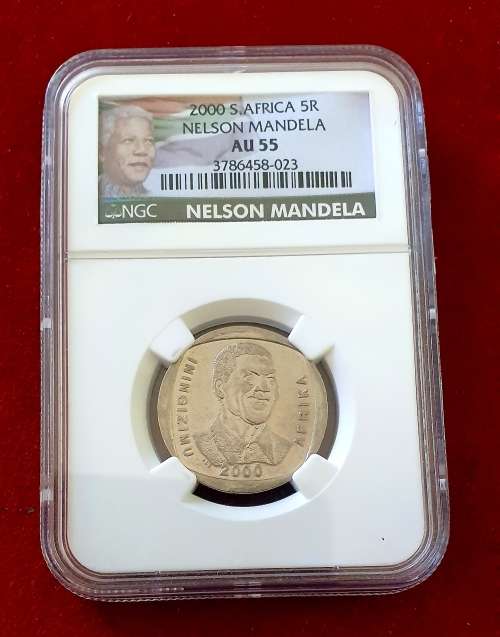 2000 S.AFRICA 5R
NELSON MANDELA
AU 55
3786458-023
NGC NELSON MANDELA
ININGIZIMU AFRIKA
2000